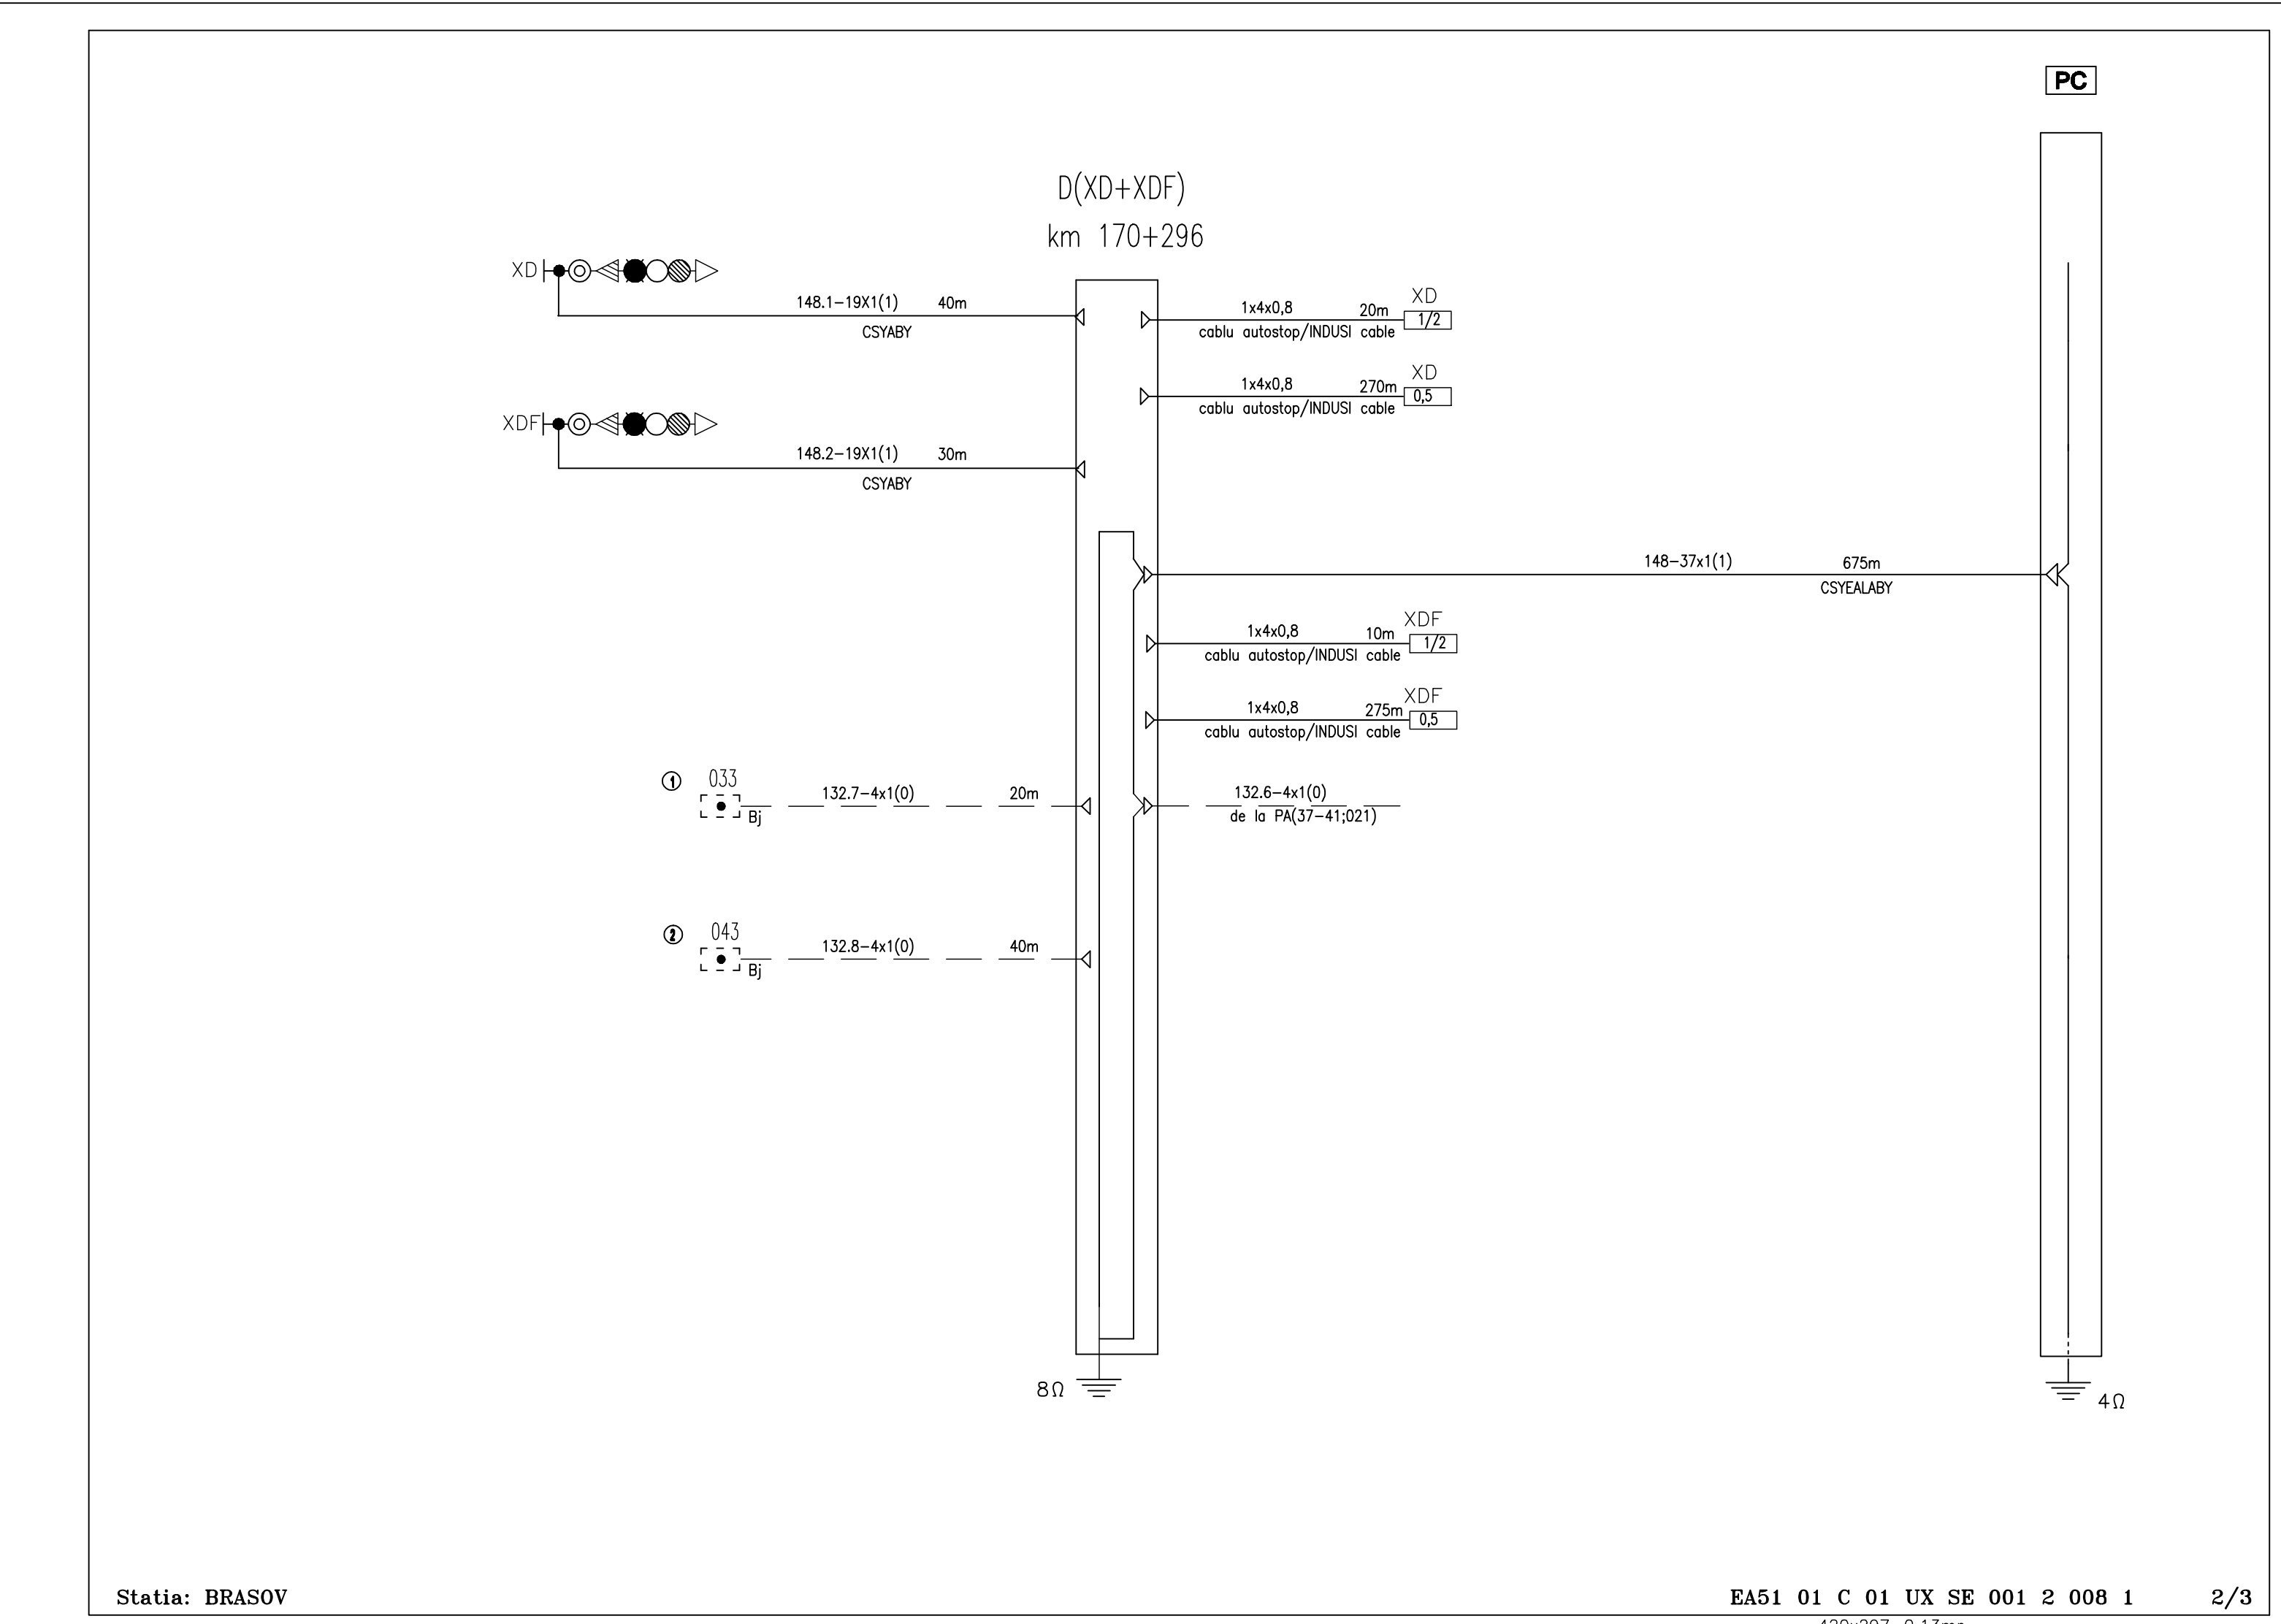 PC
D(XD+XDF)
km 170+296
XD
148.1-19X1(1) 40m
CSYABY
1x4x0,8 20m
XD
1/2
cablu autostop/INDUSI cable
1x4x0,8 270m
XD
0,5
cablu autostop/INDUSI cable
XDF
148.2-19X1(1) 30m
CSYABY
148-37x1(1) 675m
CSYEALABY
1x4x0,8 10m
XDF
1/2
cablu autostop/INDUSI cable
1x4x0,8 275m
XDF
0,5
cablu autostop/INDUSI cable
1 033
Bj
132.7-4x1(0) 20m
132.6-4x1(0)
de la PA(37-41;021)
2 043
Bj
132.8-4x1(0) 40m
8Ω
4Ω
Statia: BRASOV
EA51 01 C 01 UX SE 001 2 008 1 2/3